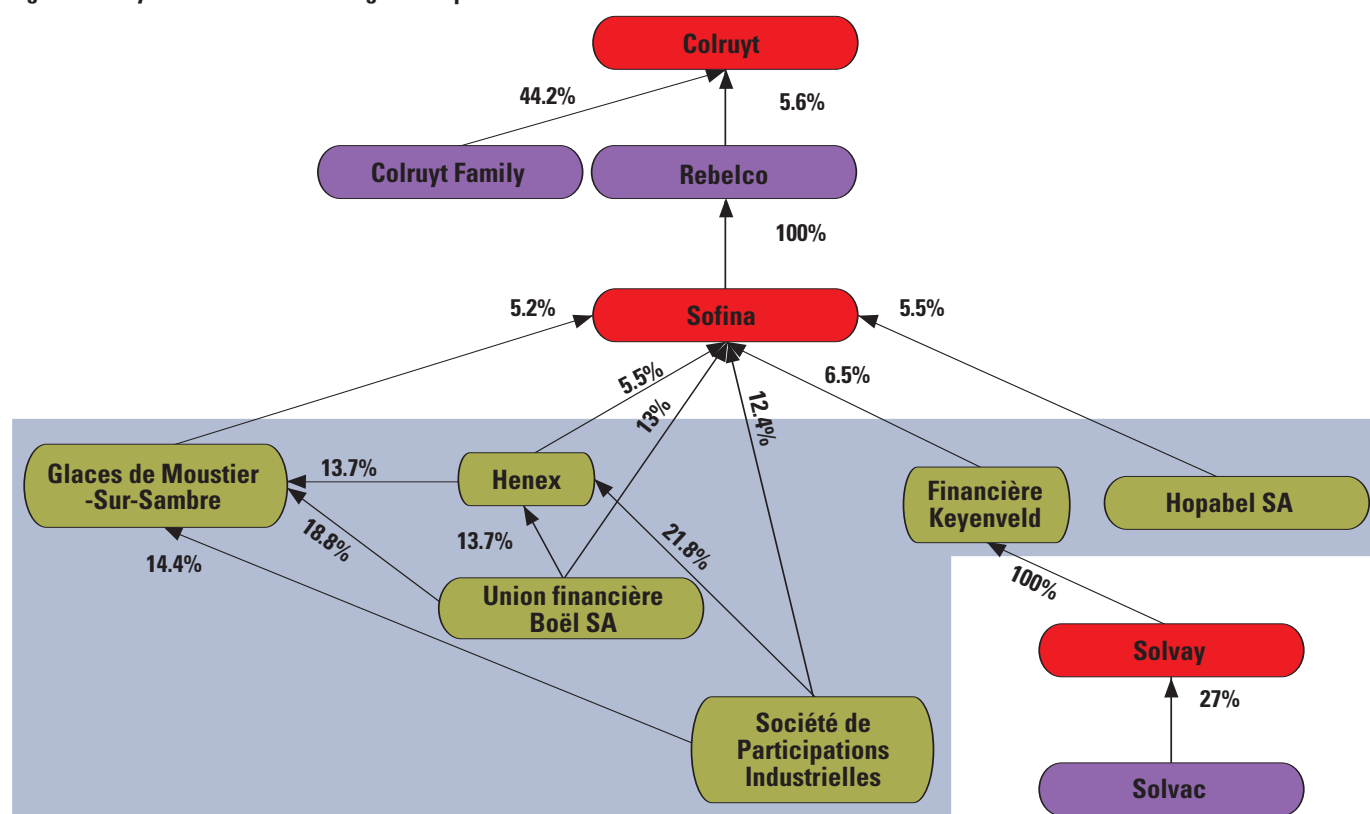 Colruyt
44.2%
5.6%
Colruyt Family
Rebelco
100%
Sofina
5.2%
5.5%
5.5%
13%
12.4%
6.5%
Glaces de Moustier
-Sur-Sambre
13.7%
Henex
Financière
Keyenveld
Hopabel SA
18.8%
13.7%
21.8%
14.4%
Union financière
Boël SA
100%
Solvay
27%
Société de
Participations
Industrielles
Solvac